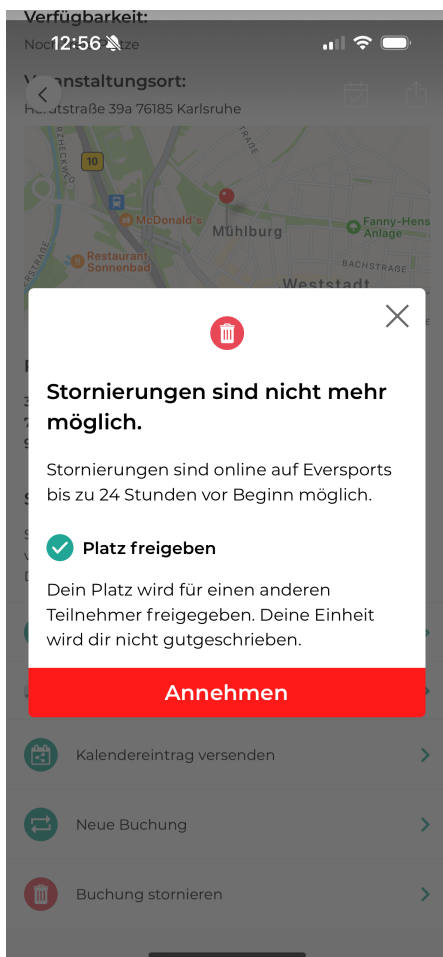 Verfügbarkeit:
12:56
Hardtstraße 39a 76185 Karlsruhe
10
McDonald's
Mühlburg
Fanny-Hens
Anlage
Restaurant
Sonnenbad
BACHSTRAßE
Weststadt
Stornierungen sind nicht mehr
möglich.
Stornierungen sind online auf Eversports
bis zu 24 Stunden vor Beginn möglich.
Platz freigeben
Dein Platz wird für einen anderen
Teilnehmer freigegeben. Deine Einheit
wird dir nicht gutgeschrieben.
Annehmen
Kalendereintrag versenden
Neue Buchung
Buchung stornieren